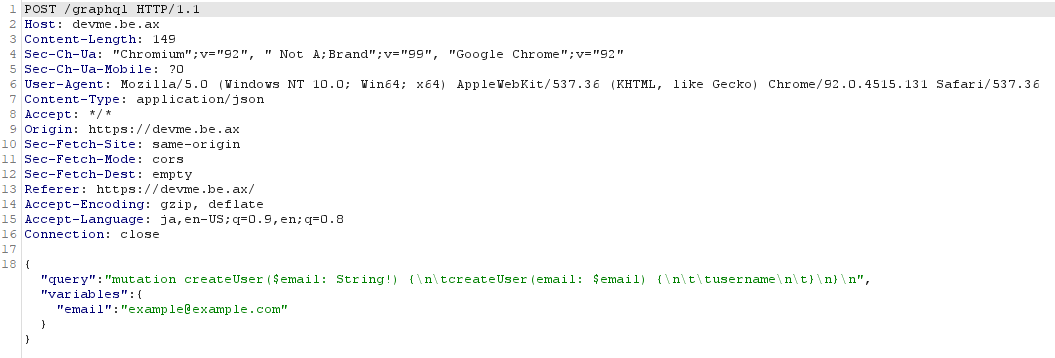 1 POST /graphql HTTP/1.1
2 Host: devme.be.ax
3 Content-Length: 149
4 Sec-Ch-Ua: "Chromium";v="92", " Not A;Brand";v="99", "Google Chrome";v="92"
5 Sec-Ch-Ua-Mobile: ?0
6 User-Agent: Mozilla/5.0 (Windows NT 10.0; Win64; x64) AppleWebKit/537.36 (KHTML, like Gecko) Chrome/92.0.4515.131 Safari/537.36
7 Content-Type: application/json
8 Accept: */*
9 Origin: https://devme.be.ax
10 Sec-Fetch-Site: same-origin
11 Sec-Fetch-Mode: cors
12 Sec-Fetch-Dest: empty
13 Referer: https://devme.be.ax/
14 Accept-Encoding: gzip, deflate
15 Accept-Language: ja,en-US;q=0.9,en;q=0.8
16 Connection: close
17
18 {
"query":"mutation createUser($email: String!) {\n\tcreateUser(email: $email) {\n\t\tusername\n\t}\n}\n",
"variables":{
"email":"example@example.com"
}
}